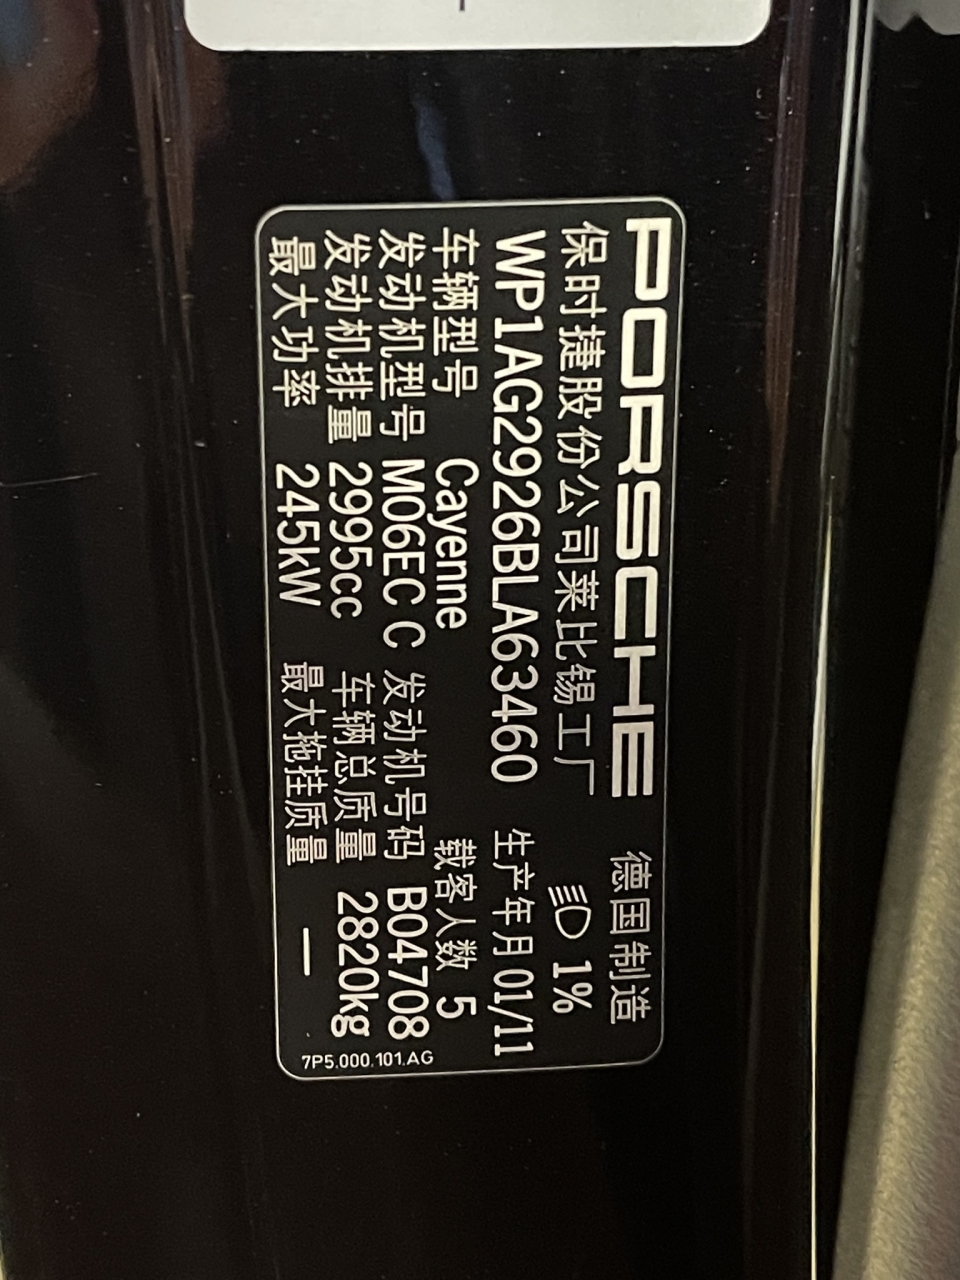 PORSCHE 德国制造
保时捷股份公司莱比锡工厂 1%
WP1AG2926BLA63460 生产年月 01/11
车辆型号 Cayenne 载客人数 5
发动机型号 M06EC C 发动机号码 B04708
发动机排量 2995cc 车辆总质量 2820kg
最大功率 245kW 最大拖挂质量 —
7P5.000.101.AG